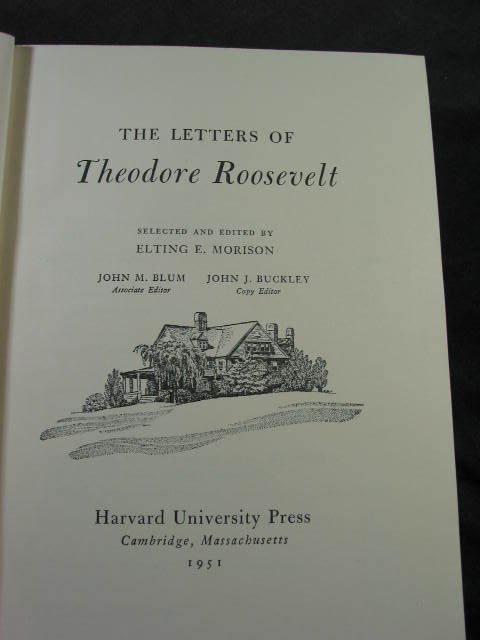 THE LETTERS OF
Theodore Roosevelt
SELECTED AND EDITED BY
ELTING E. MORISON
JOHN M. BLUM JOHN J. BUCKLEY
Associate Editor Copy Editor
Harvard University Press
Cambridge, Massachusetts
1951